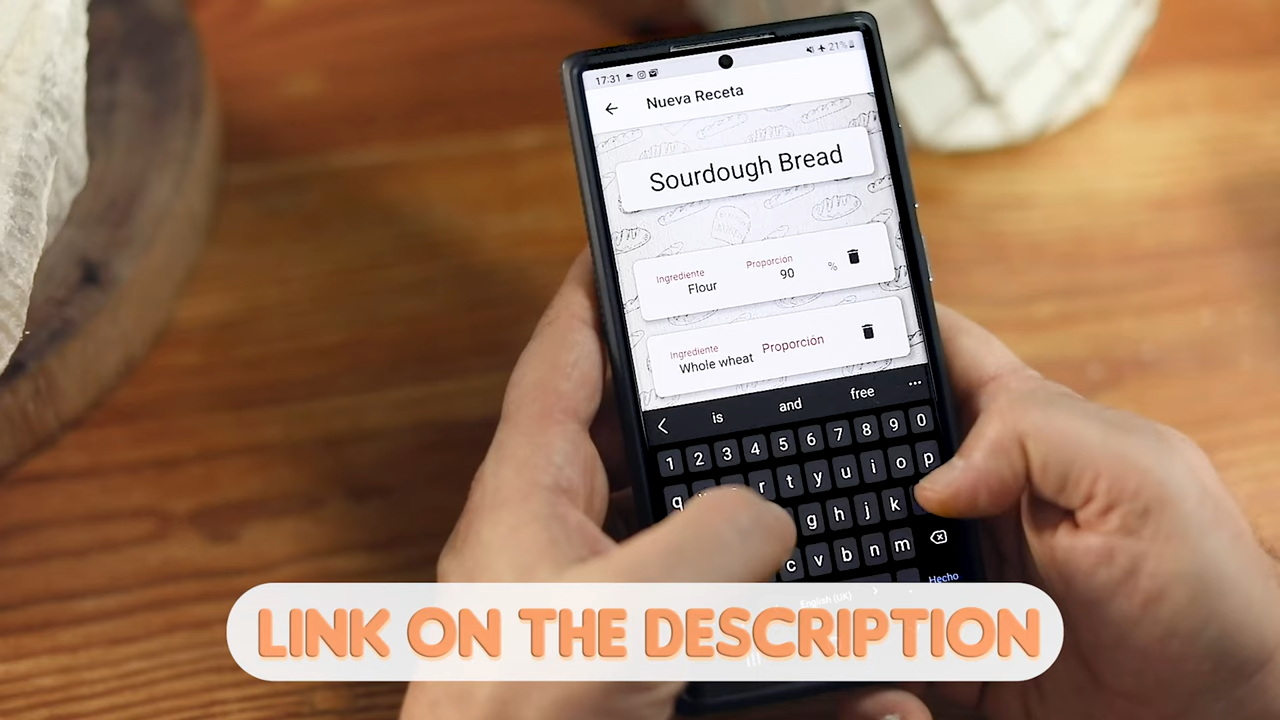 17:31
21%
Nueva Receta
Sourdough Bread
Ingrediente
Flour
Proporcion
90
%
Ingrediente
Whole wheat
Proporción
is and free
1 2 3 4 5 6 7 8 9 0
q r t y u i o p
g h j k
c v b n m
Hecho
English (UK)
LINK ON THE DESCRIPTION